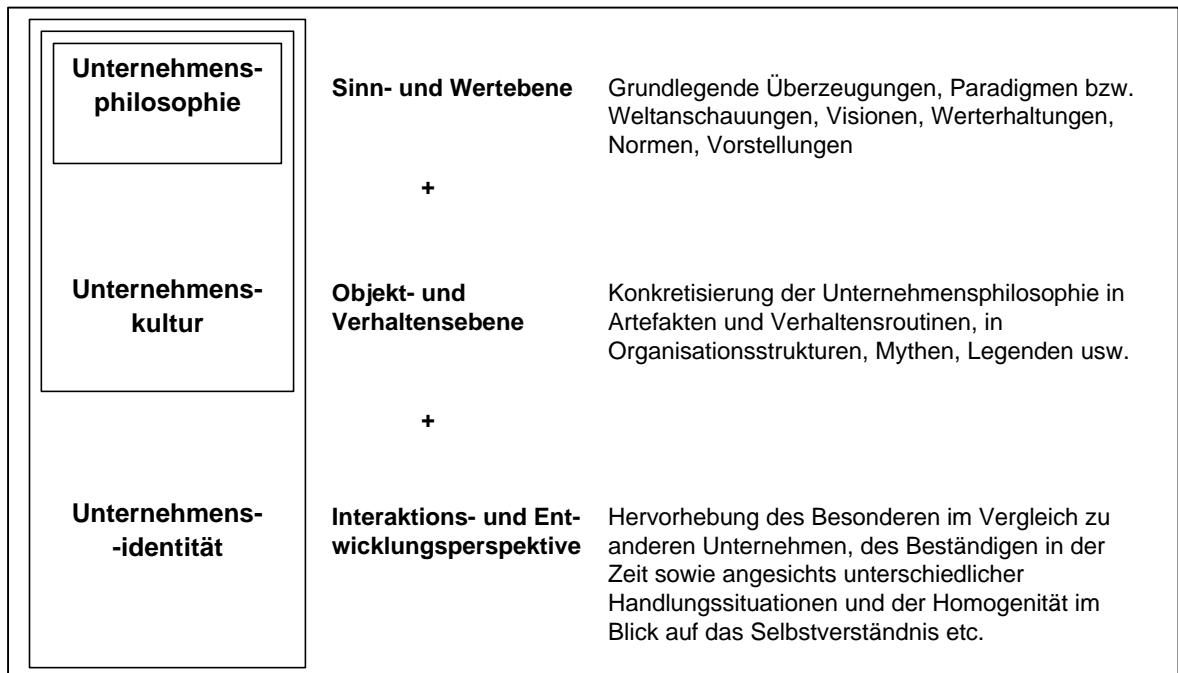 Unternehmens-
philosophie
Sinn- und Wertebene
Grundlegende Überzeugungen, Paradigmen bzw.
Weltanschauungen, Visionen, Werterhaltungen,
Normen, Vorstellungen
+
Unternehmens-
kultur
Objekt- und
Verhaltensebene
Konkretisierung der Unternehmensphilosophie in
Artefakten und Verhaltensroutinen, in
Organisationsstrukturen, Mythen, Legenden usw.
+
Unternehmens-
-identität
Interaktions- und Ent-
wicklungsperspektive
Hervorhebung des Besonderen im Vergleich zu
anderen Unternehmen, des Beständigen in der
Zeit sowie angesichts unterschiedlicher
Handlungssituationen und der Homogenität im
Blick auf das Selbstverständnis etc.